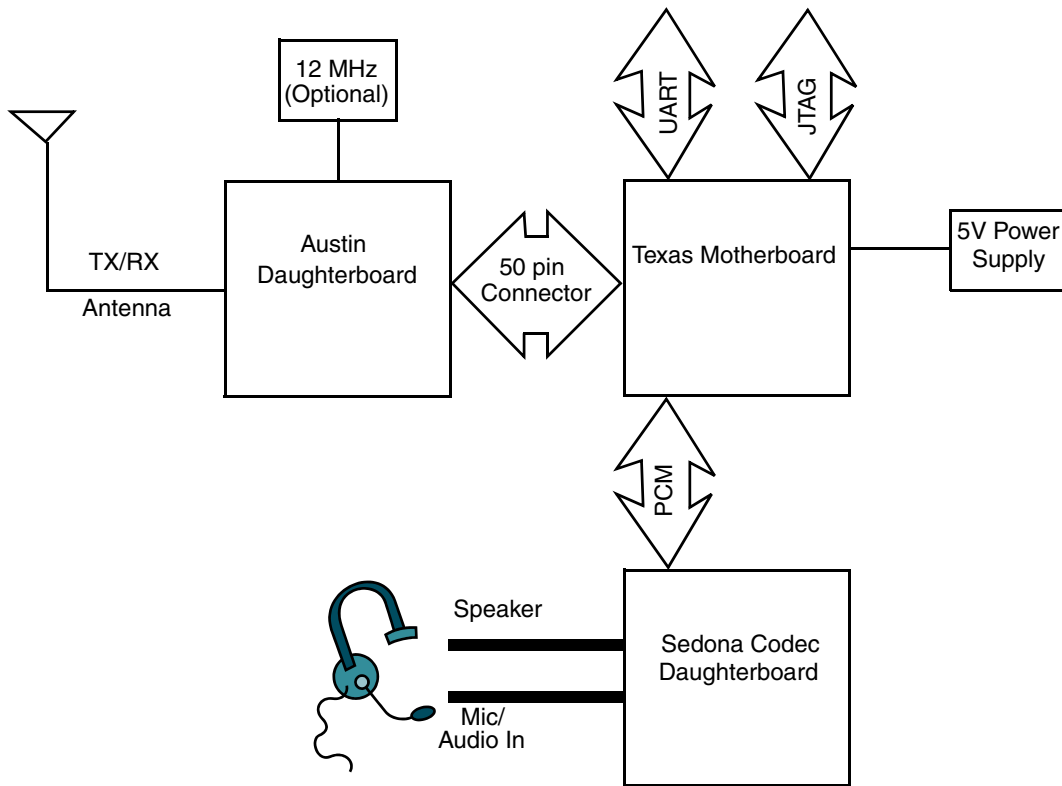 12 MHz
(Optional)
UART
JTAG
TX/RX
Antenna
Austin
Daughterboard
50 pin
Connector
Texas Motherboard
5V Power
Supply
PCM
Speaker
Mic/
Audio In
Sedona Codec
Daughterboard